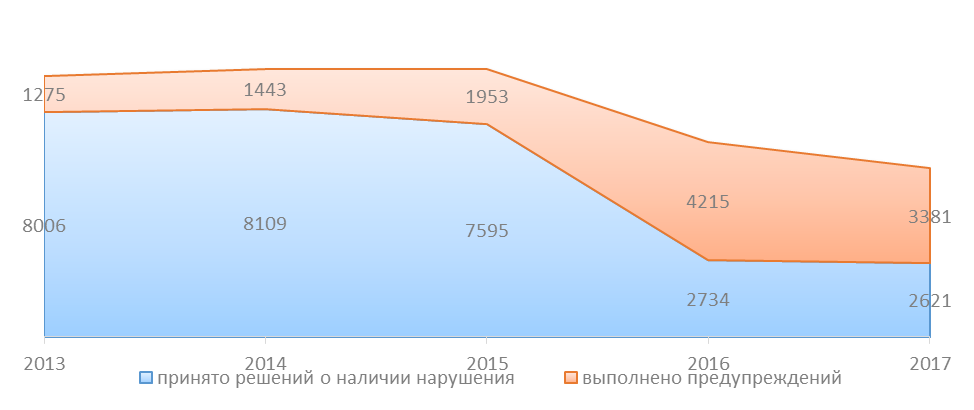 1275 1443 1953 4215 3381
8006 8109 7595 2734 2621
2013 2014 2015 2016 2017
принято решений о наличии нарушения выполнено предупреждений